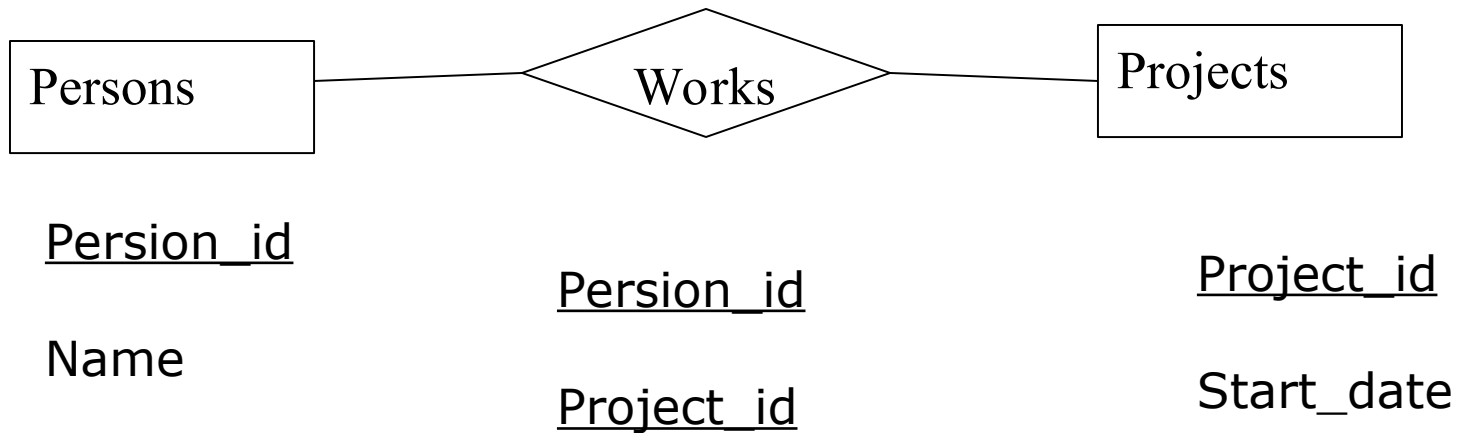 Persons
Works
Projects
Persion_id
Name
Persion_id
Project_id
Project_id
Start_date